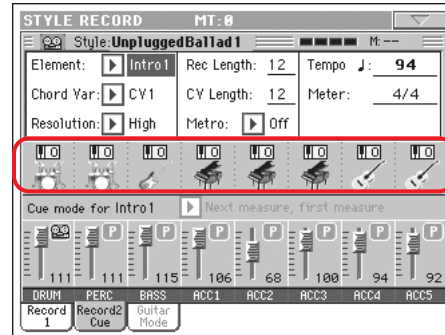 STYLE RECORD MT:0
Style:UnpluggedBallad1 M:--
Element: Intro1 Rec Length: 12 Tempo ♩: 94
Chord Var: CV1 CV Length: 12 Meter: 4/4
Resolution: High Metro: Off
Cue mode for Intro1 Next measure, first measure
P P P P P P P
111 111 115 106 68 100 94 92
DRUM PERC BASS ACC1 ACC2 ACC3 ACC4 ACC5
Record 1 Record2 Cue Guitar Mode